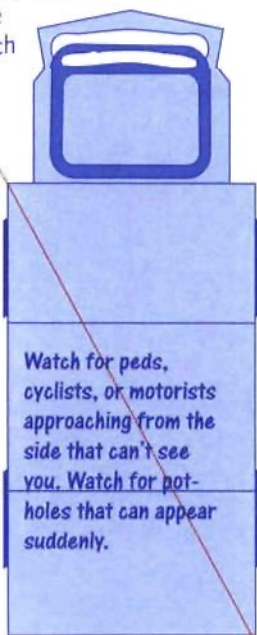 ch
Watch for peds,
cyclists, or motorists
approaching from the
side that can't see
you. Watch for pot-
holes that can appear
suddenly.